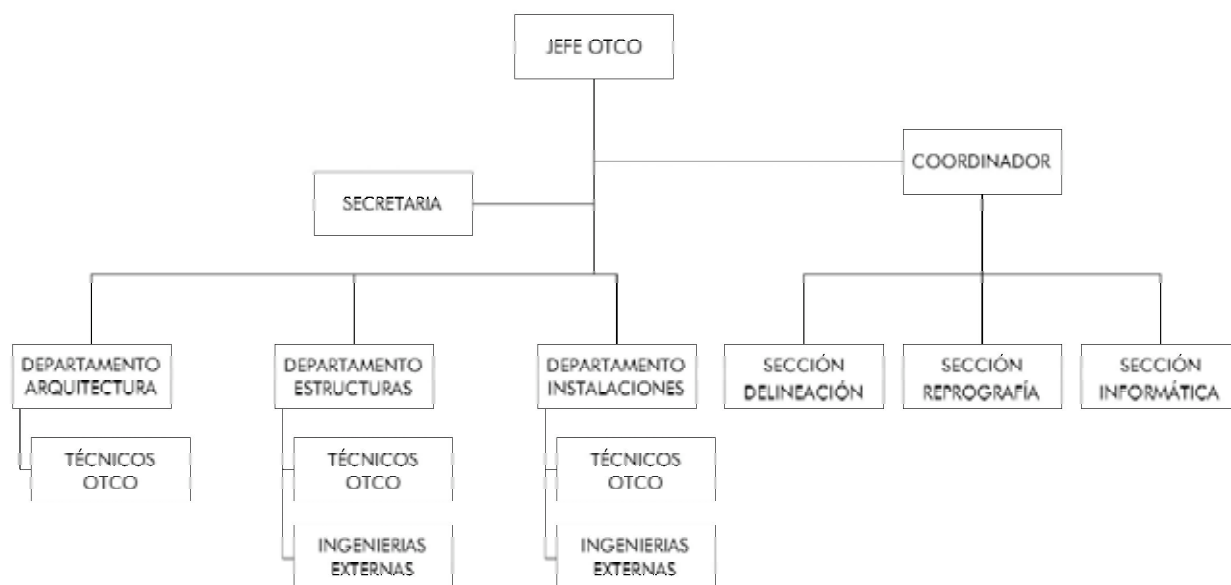 JEFE OTCO
COORDINADOR
SECRETARIA
DEPARTAMENTO
ARQUITECTURA
DEPARTAMENTO
ESTRUCTURAS
DEPARTAMENTO
INSTALACIONES
SECCIÓN
DELINEACIÓN
SECCIÓN
REPROGRAFÍA
SECCIÓN
INFORMÁTICA
TÉCNICOS
OTCO
TÉCNICOS
OTCO
TÉCNICOS
OTCO
INGENIERIAS
EXTERNAS
INGENIERIAS
EXTERNAS